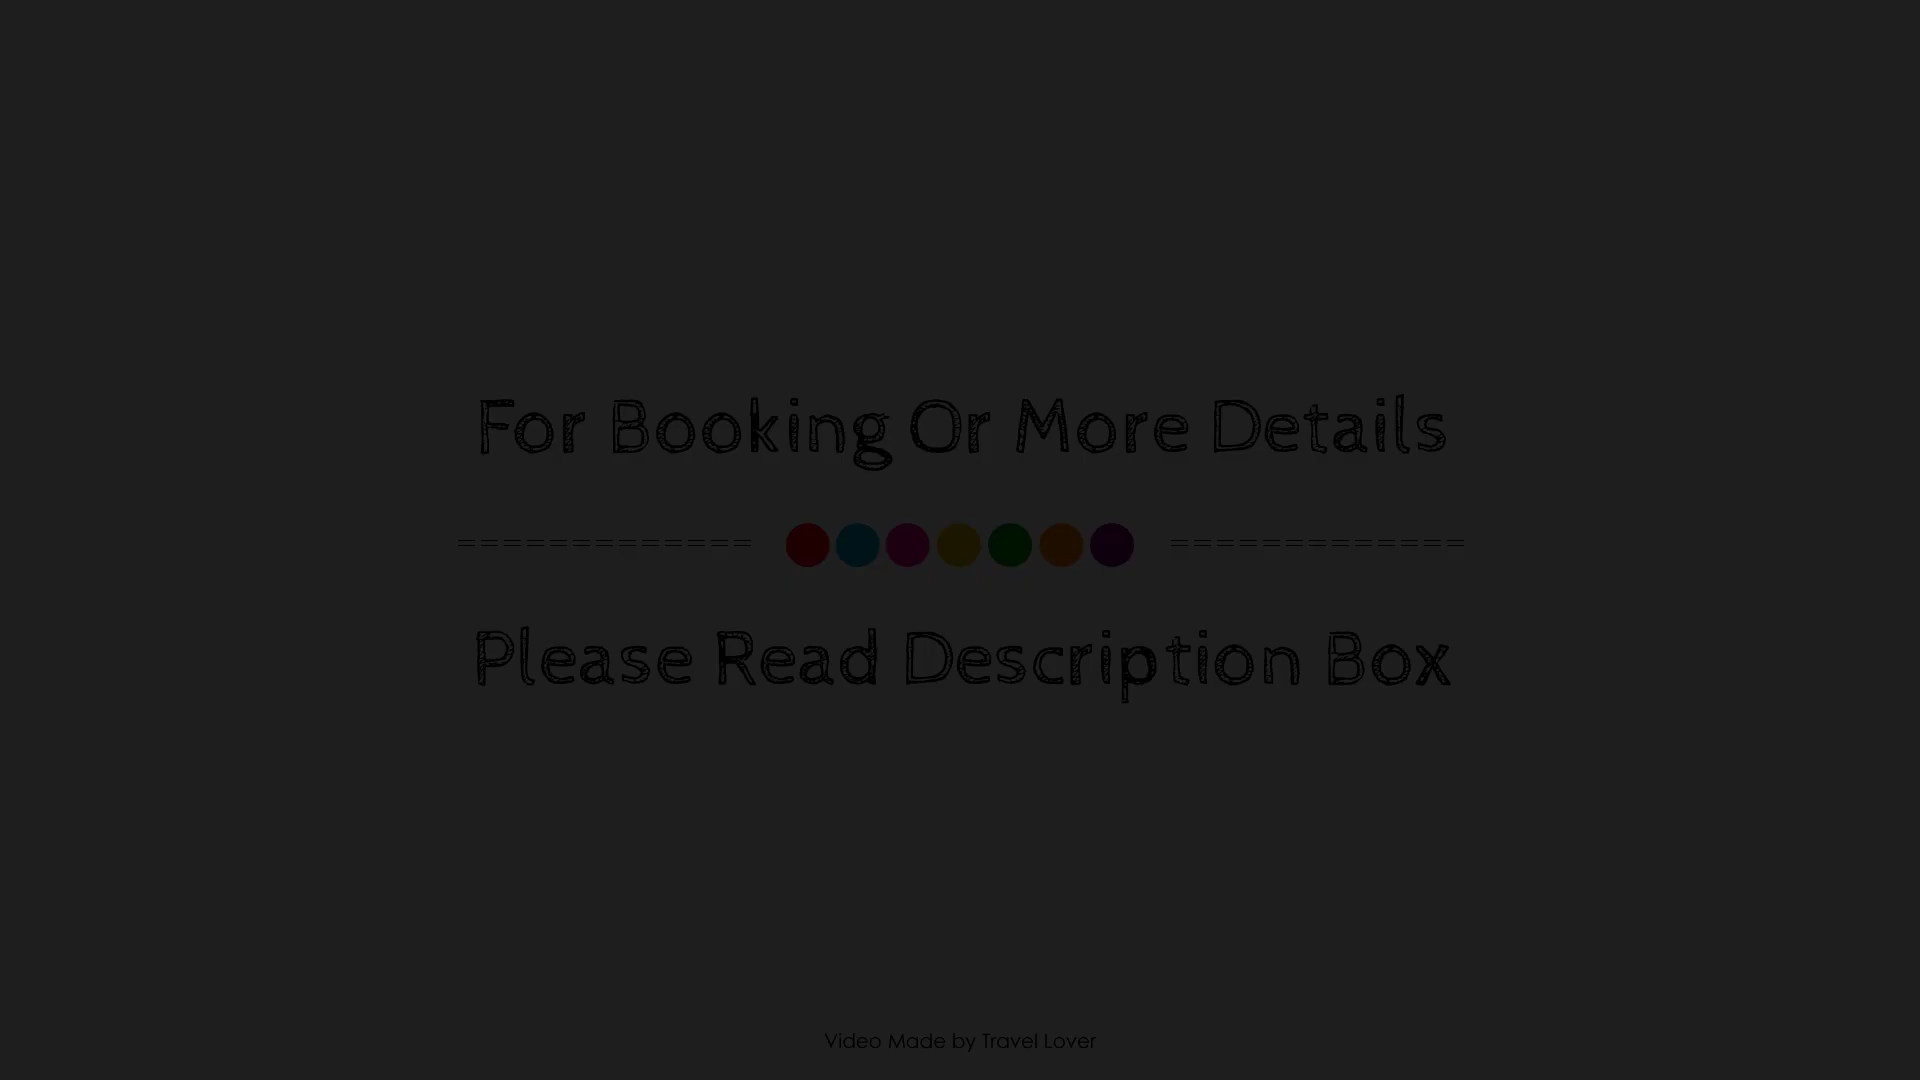 For Booking Or More Details
============= =============
Please Read Description Box
Video Made by Travel Lover